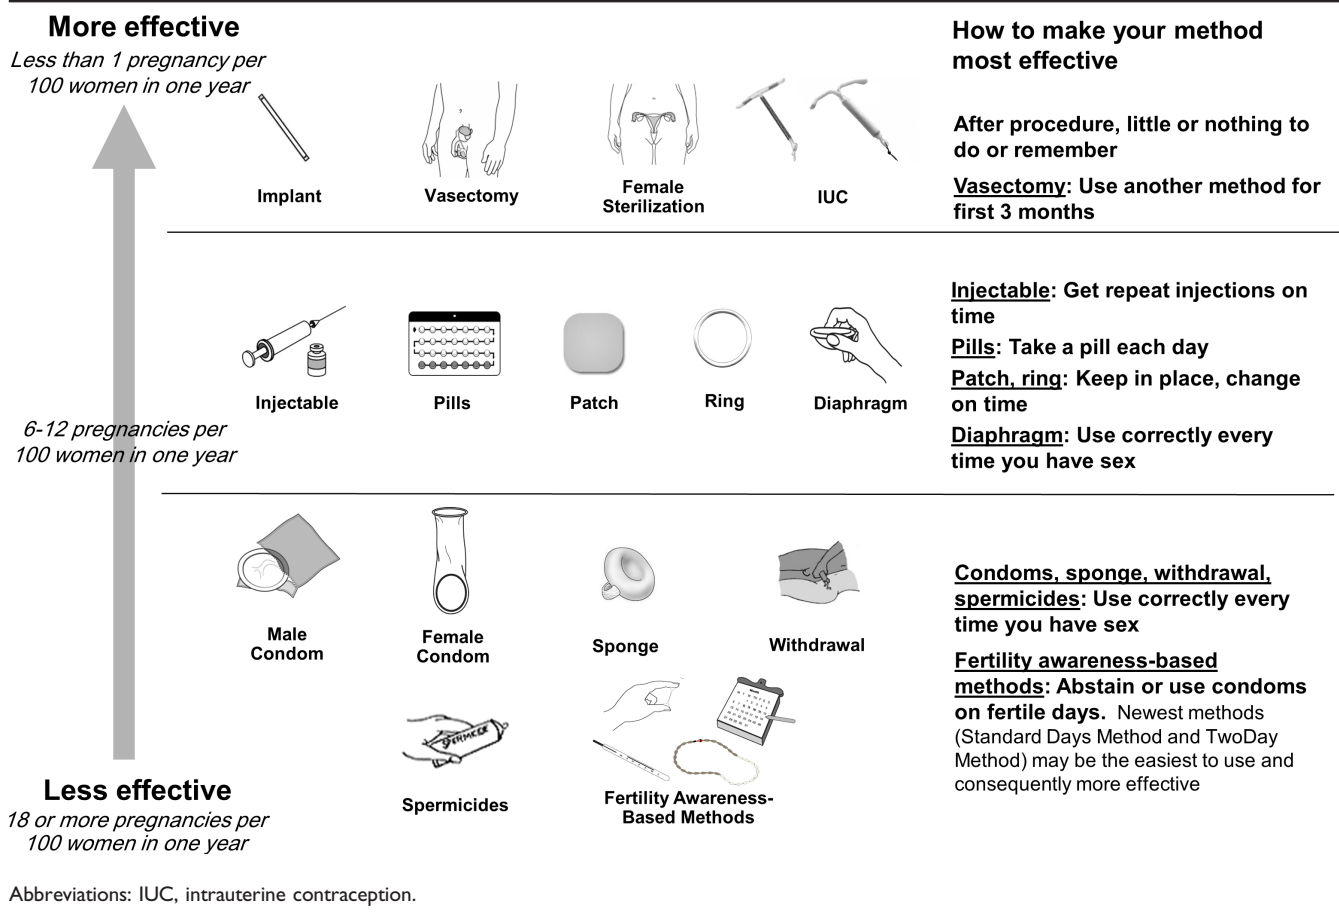 More effective
Less than 1 pregnancy per
100 women in one year
How to make your method
most effective
After procedure, little or nothing to
do or remember
Vasectomy: Use another method for
first 3 months
Implant
Vasectomy
Female
Sterilization
IUC
Injectable
Pills
Patch
Ring
Diaphragm
6-12 pregnancies per
100 women in one year
Injectable: Get repeat injections on
time
Pills: Take a pill each day
Patch, ring: Keep in place, change
on time
Diaphragm: Use correctly every
time you have sex
Male
Condom
Female
Condom
Sponge
Withdrawal
SPERMICIDE
Spermicides
Fertility Awareness-
Based Methods
Condoms, sponge, withdrawal,
spermicides: Use correctly every
time you have sex
Fertility awareness-based
methods: Abstain or use condoms
on fertile days. Newest methods
(Standard Days Method and TwoDay
Method) may be the easiest to use and
consequently more effective
Less effective
18 or more pregnancies per
100 women in one year
Abbreviations: IUC, intrauterine contraception.